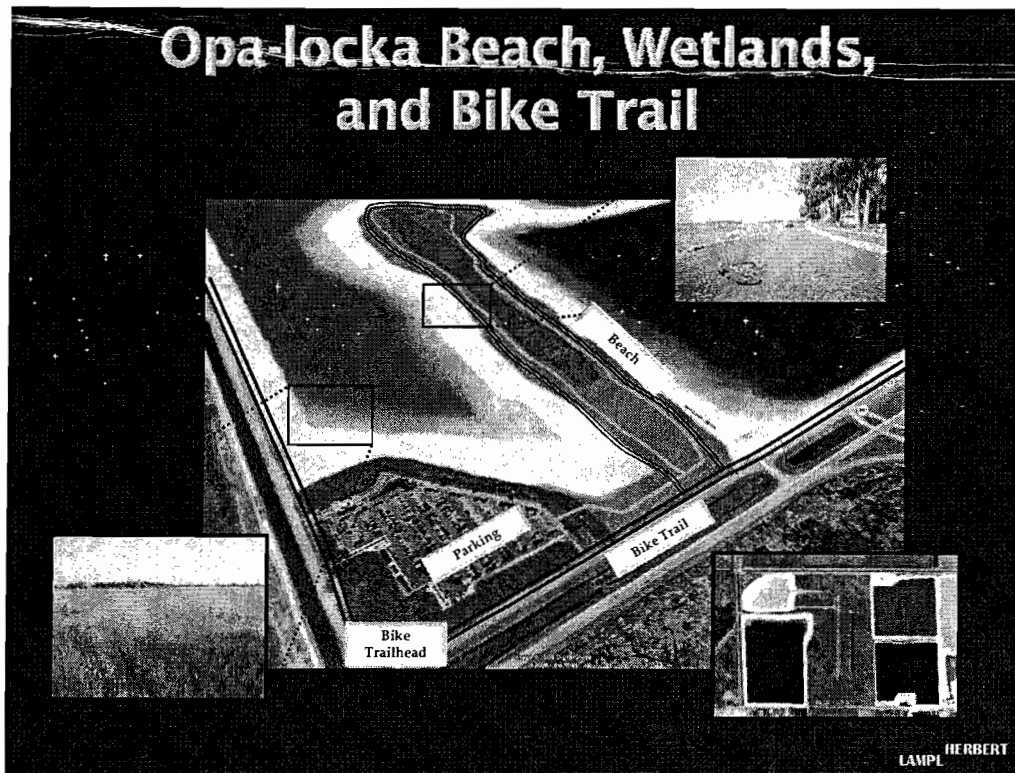 Opa-locka Beach, Wetlands,
and Bike Trail
Beach
Parking
Bike Trail
Bike
Trailhead
HERBERT
LAMPL